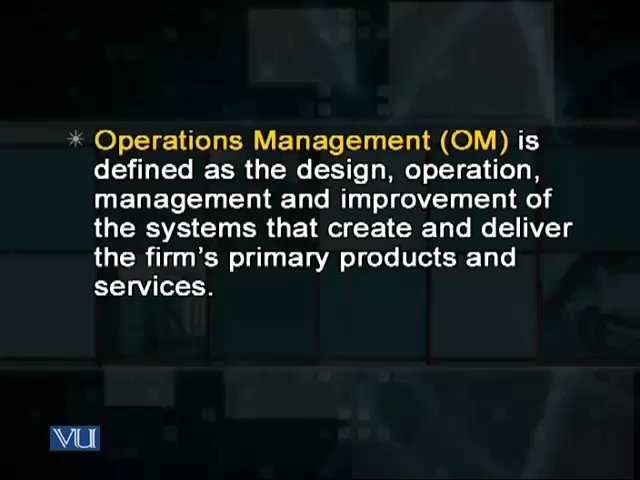 Operations Management (OM) is
defined as the design, operation,
management and improvement of
the systems that create and deliver
the firm's primary products and
services.
VU